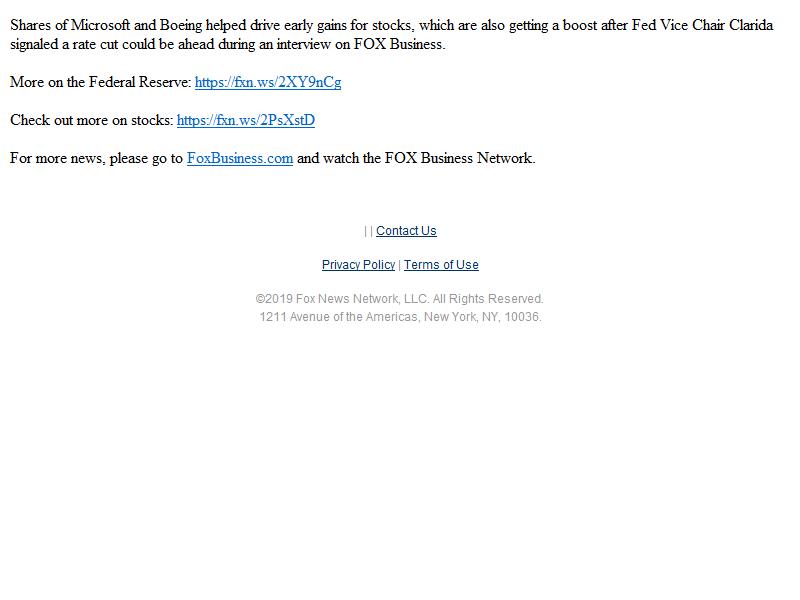 Shares of Microsoft and Boeing helped drive early gains for stocks, which are also getting a boost after Fed Vice Chair Clarida
signaled a rate cut could be ahead during an interview on FOX Business.
More on the Federal Reserve: https://fxn.ws/2XY9nCg
Check out more on stocks: https://fxn.ws/2PsXstD
For more news, please go to FoxBusiness.com and watch the FOX Business Network.
| | Contact Us
Privacy Policy | Terms of Use
©2019 Fox News Network, LLC. All Rights Reserved.
1211 Avenue of the Americas, New York, NY, 10036.